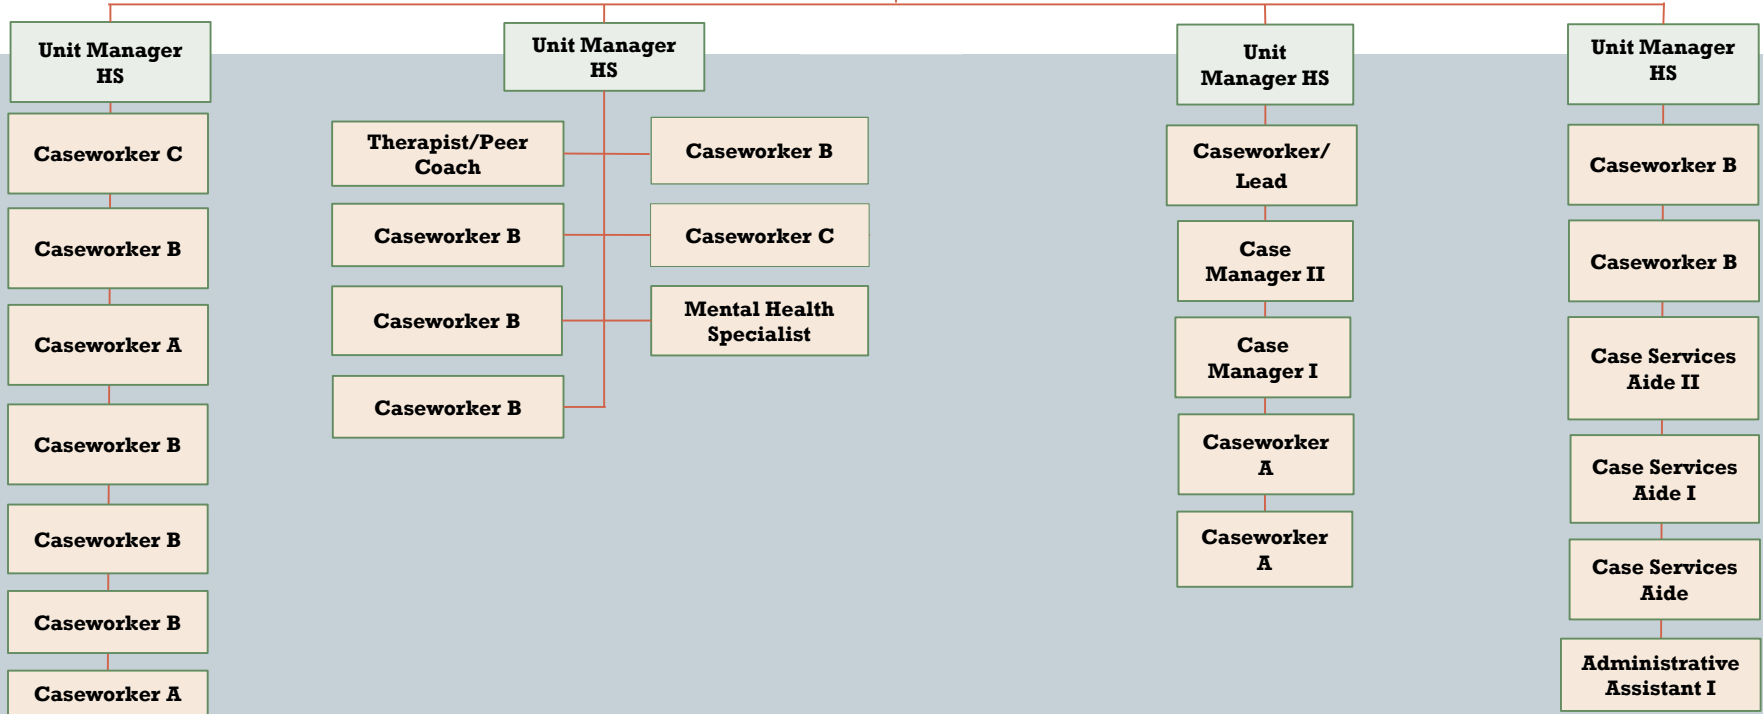 Unit Manager
HS
Caseworker C
Caseworker B
Caseworker A
Caseworker B
Caseworker B
Caseworker B
Caseworker A
Unit Manager
HS
Therapist/Peer
Coach
Caseworker B
Caseworker B
Caseworker C
Caseworker B
Mental Health
Specialist
Caseworker B
Unit
Manager HS
Caseworker/
Lead
Case
Manager II
Case
Manager I
Caseworker
A
Caseworker
A
Unit Manager
HS
Caseworker B
Caseworker B
Case Services
Aide II
Case Services
Aide I
Case Services
Aide
Administrative
Assistant I